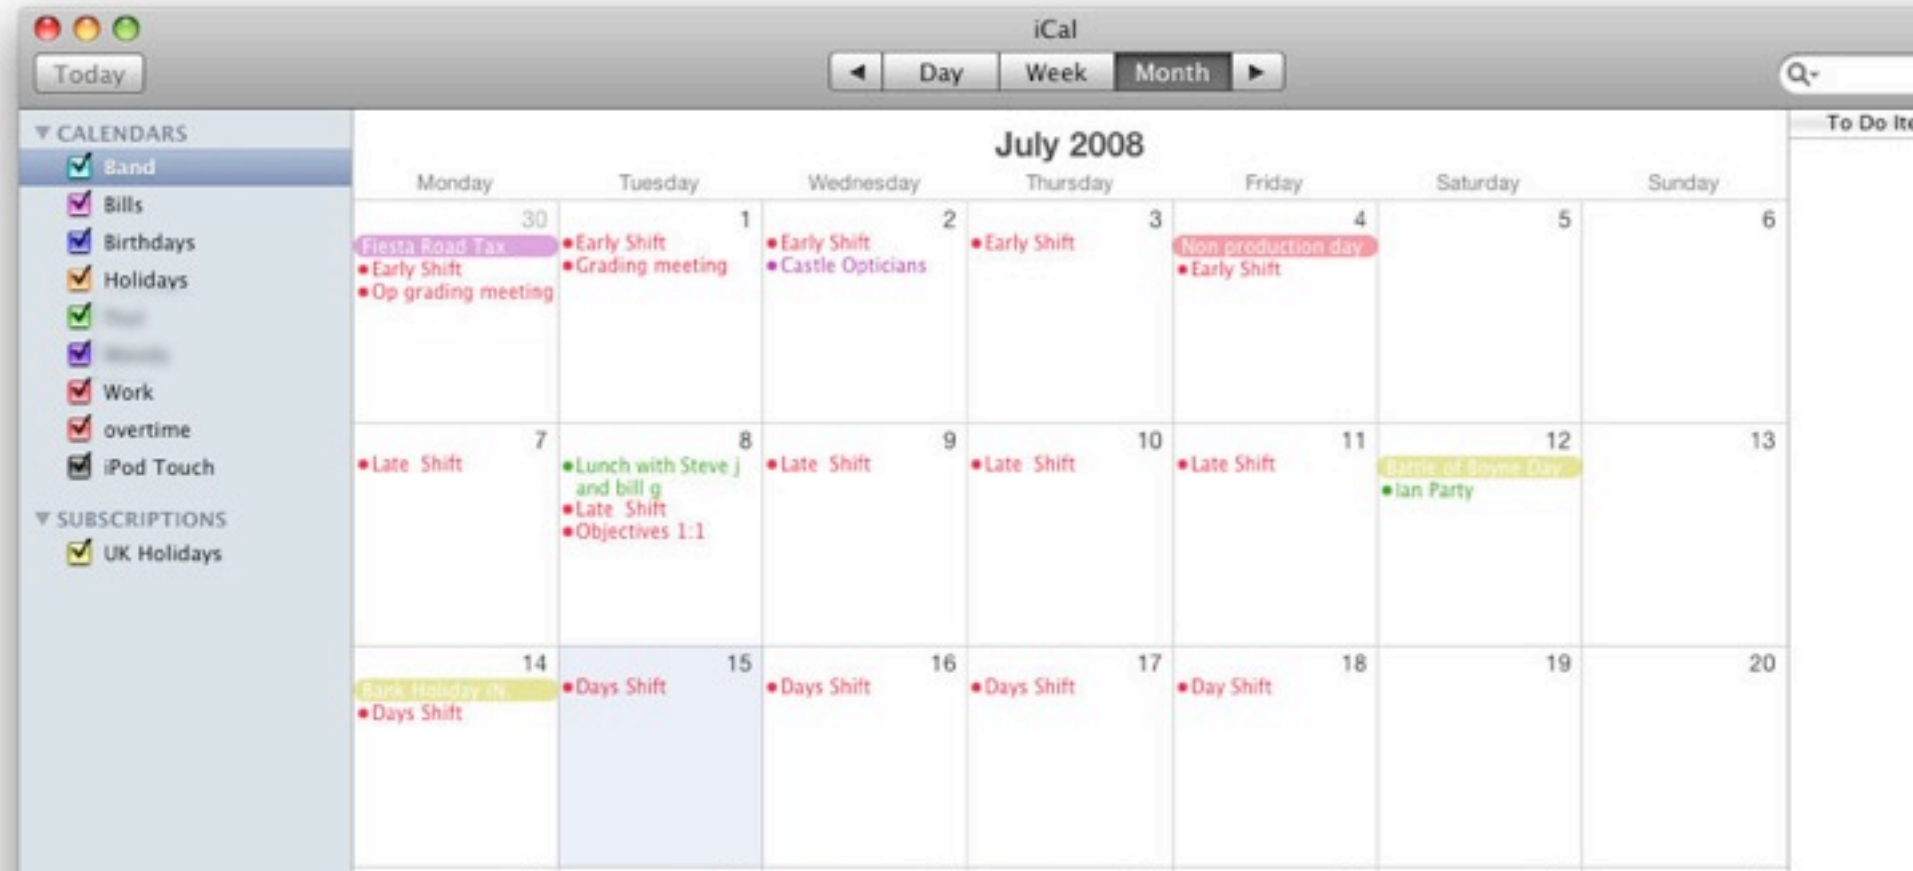 iCal
Today
◀ Day Week Month ▶
CALENDARS
Band
Bills
Birthdays
Holidays
Work
overtime
iPod Touch
SUBSCRIPTIONS
UK Holidays
July 2008
Monday Tuesday Wednesday Thursday Friday Saturday Sunday
30
Fiesta Road Tax
Early Shift
Op grading meeting
1
Early Shift
Grading meeting
2
Early Shift
Castle Opticians
3
Early Shift
4
Non production day
Early Shift
5
6
7
Late Shift
8
Lunch with Steve j
and bill g
Late Shift
Objectives 1:1
9
Late Shift
10
Late Shift
11
Late Shift
12
Battle of Boyne Day
Ian Party
13
14
Bank Holiday iN.
Days Shift
15
Days Shift
16
Days Shift
17
Days Shift
18
Day Shift
19
20
To Do Ite